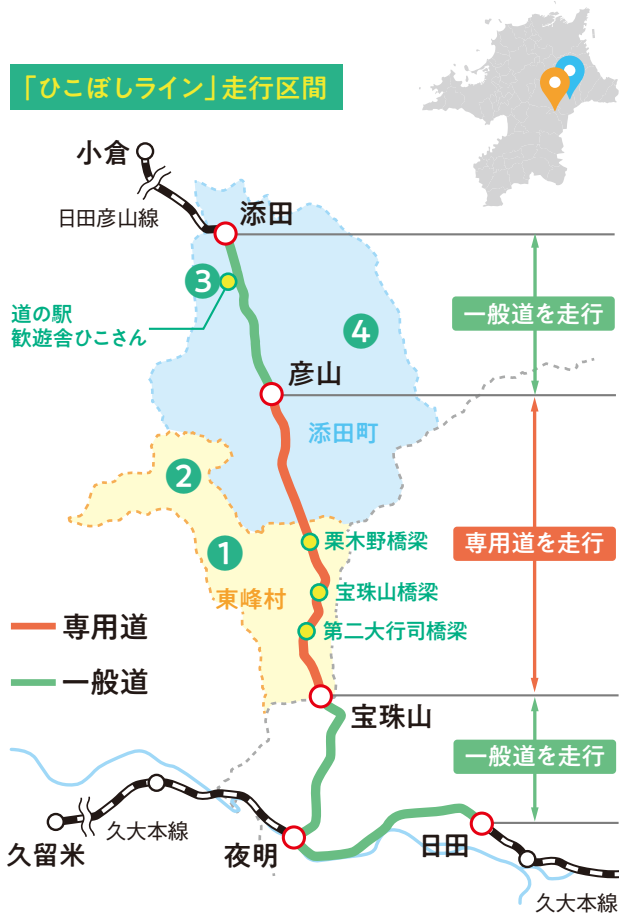 「ひこぼしライン」走行区間
小倉
日田彦山線
添田
3
道の駅
歓遊舎ひこさん
4
一般道を走行
彦山
添田町
2
1
東峰村
栗木野橋梁
宝珠山橋梁
第二大行司橋梁
専用道を走行
専用道
一般道
宝珠山
一般道を走行
久留米
久大本線
夜明
日田
久大本線